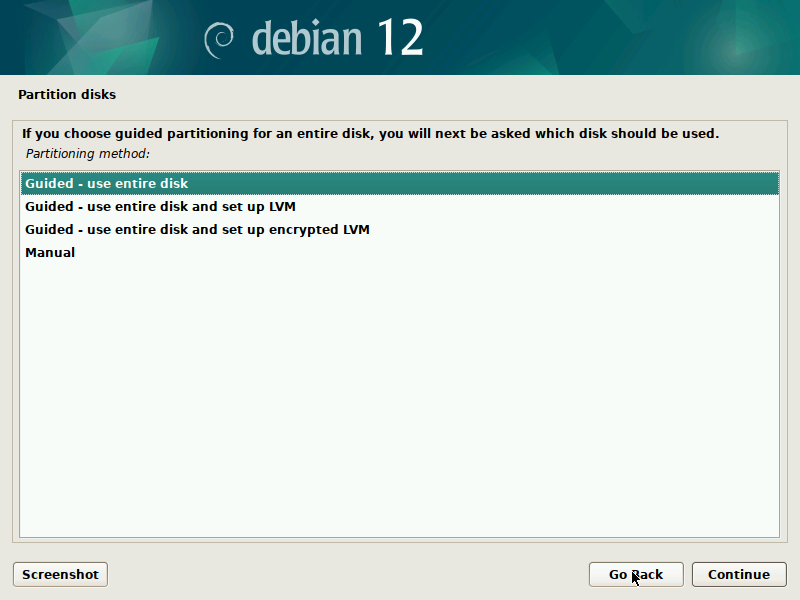 debian 12
Partition disks
If you choose guided partitioning for an entire disk, you will next be asked which disk should be used.
Partitioning method:
Guided - use entire disk
Guided - use entire disk and set up LVM
Guided - use entire disk and set up encrypted LVM
Manual
Screenshot
Go Back
Continue